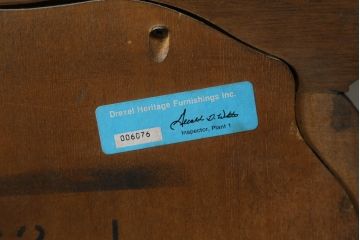 Drexel Heritage Furnishings Inc.
006076
Inspector, Plant 1